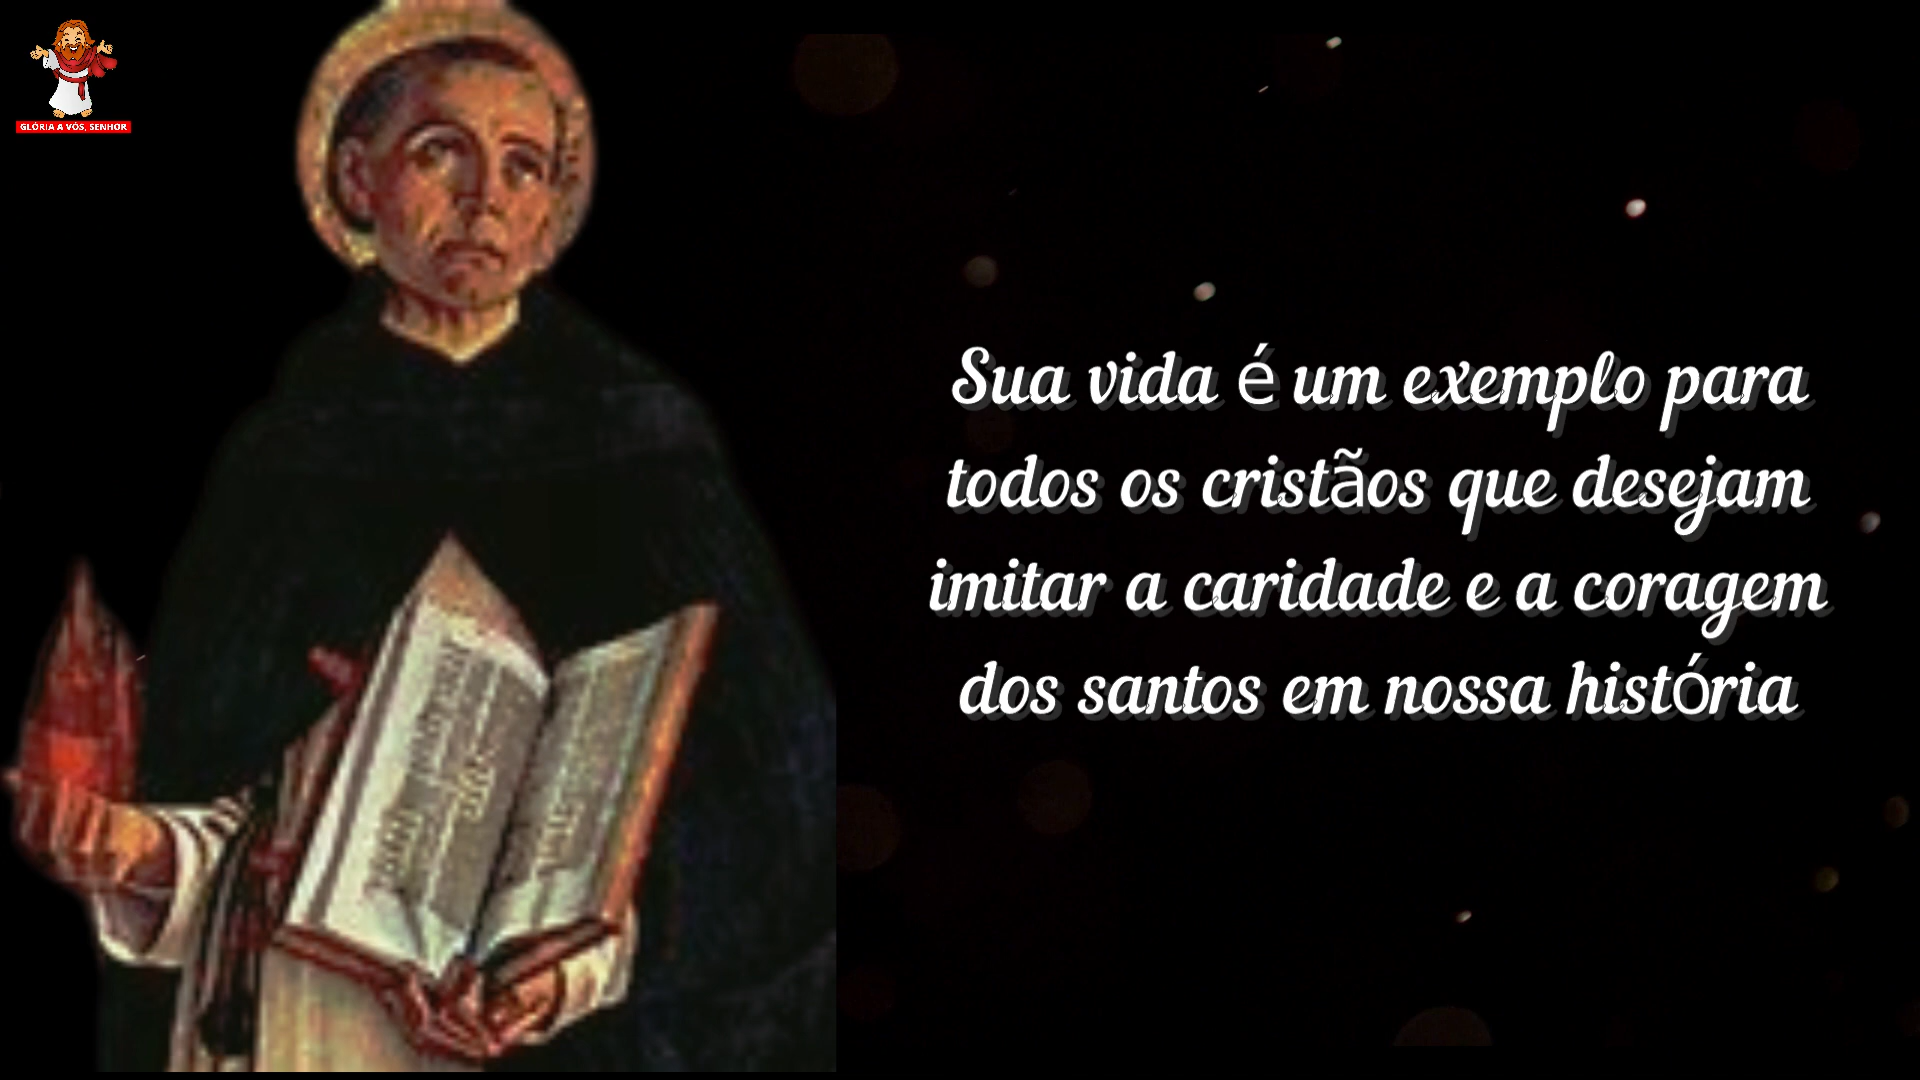 GLÓRIA A VÓS, SENHOR
Sua vida é um exemplo para
todos os cristãos que desejam
imitar a caridade e a coragem
dos santos em nossa história